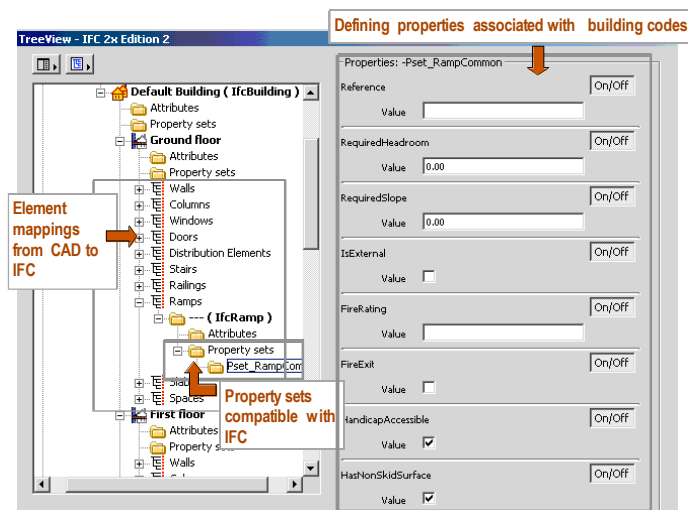 Defining properties associated with building codes
TreeView - IFC 2x Edition 2
Default Building ( IfcBuilding )
Attributes
Property sets
Ground floor
Attributes
Property sets
Walls
Columns
Windows
Doors
Distribution Elements
Stairs
Railings
Ramps
--- ( IfcRamp )
Attributes
Property sets
Pset_RampCom
Spaces
First floor
Attributes
Property
Walls
Element
mappings
from CAD to
IFC
Property sets
compatible with
IFC
Properties: -Pset_RampCommon
Reference On/Off
Value
RequiredHeadroom On/Off
Value 0.00
RequiredSlope On/Off
Value 0.00
IsExternal On/Off
Value
FireRating On/Off
Value
FireExit On/Off
Value
HandicapAccessible On/Off
Value
HasNonSkidSurface On/Off
Value